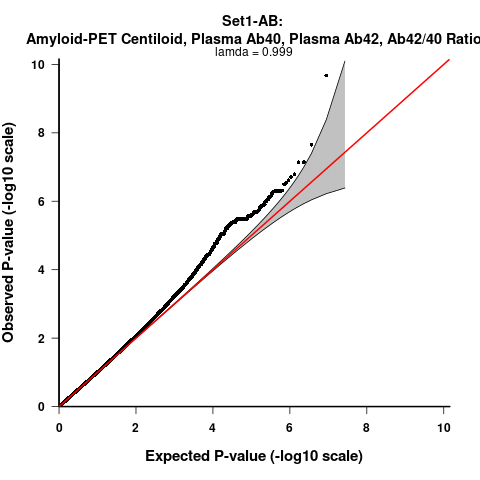 Set1-AB:
Amyloid-PET Centiloid, Plasma Ab40, Plasma Ab42, Ab42/40 Ratio
lamda = 0.999
Observed P-value (-log10 scale)
10
8
6
4
2
0
0 2 4 6 8 10
Expected P-value (-log10 scale)